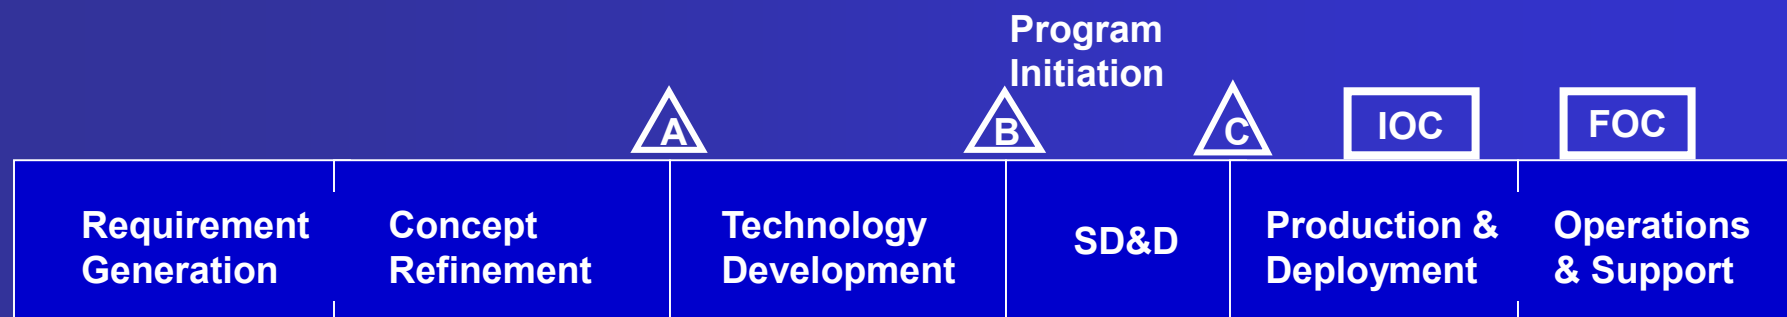 Program
Initiation
A
B
C
IOC
FOC
Requirement
Generation
Concept
Refinement
Technology
Development
SD&D
Production &
Deployment
Operations
& Support